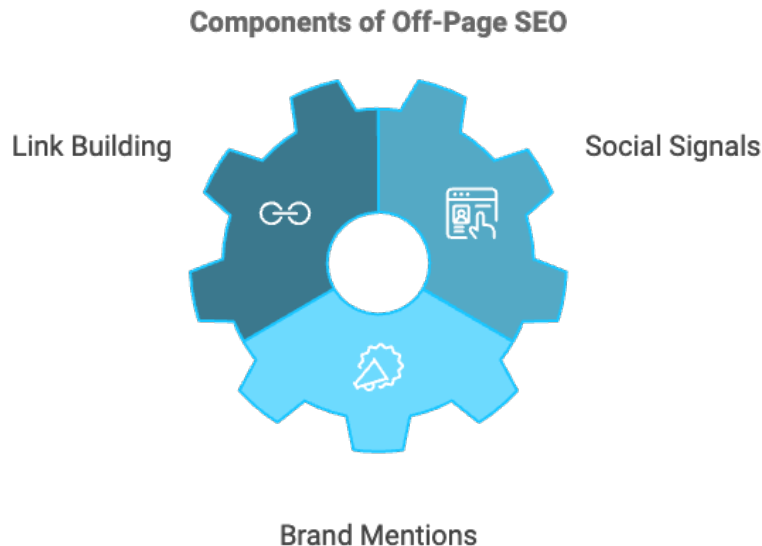 Components of Off-Page SEO
Link Building
Social Signals
Brand Mentions